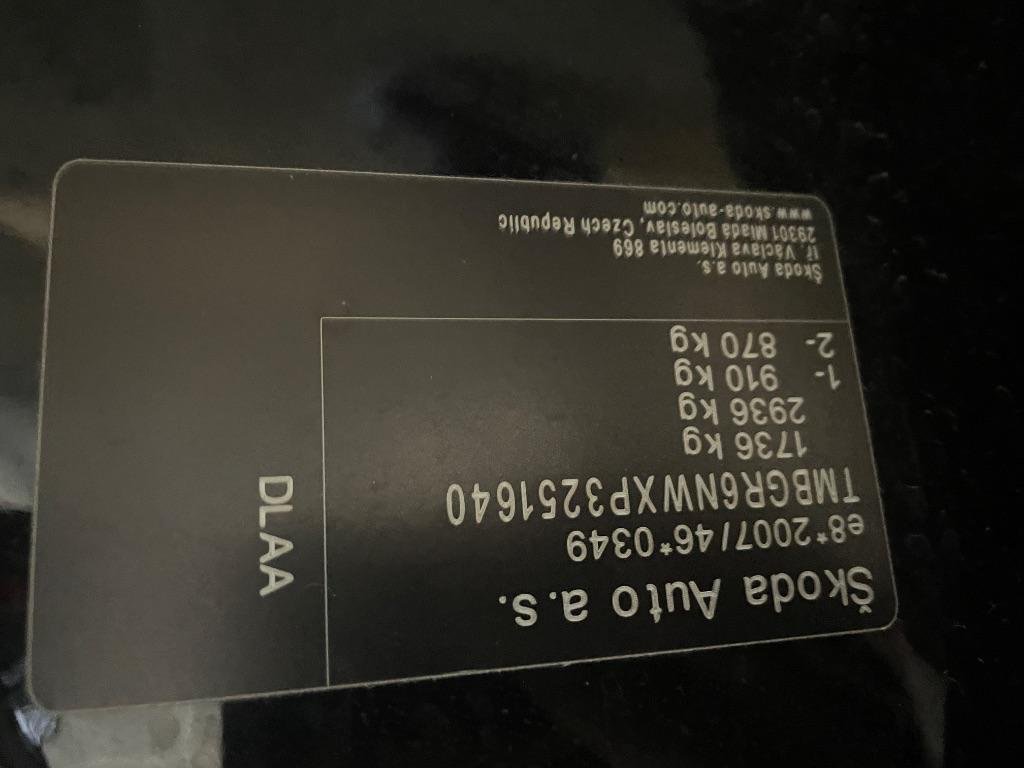 Škoda Auto a.s.
e8*2007/46*0349
TMBGR6NWXP3251640
1736 kg
2936 kg
1- 910 kg
2- 870 kg
DLAA
Škoda Auto a.s.
tř. Václava Klementa 869
29301 Mladá Boleslav, Czech Republic
www.skoda-auto.com